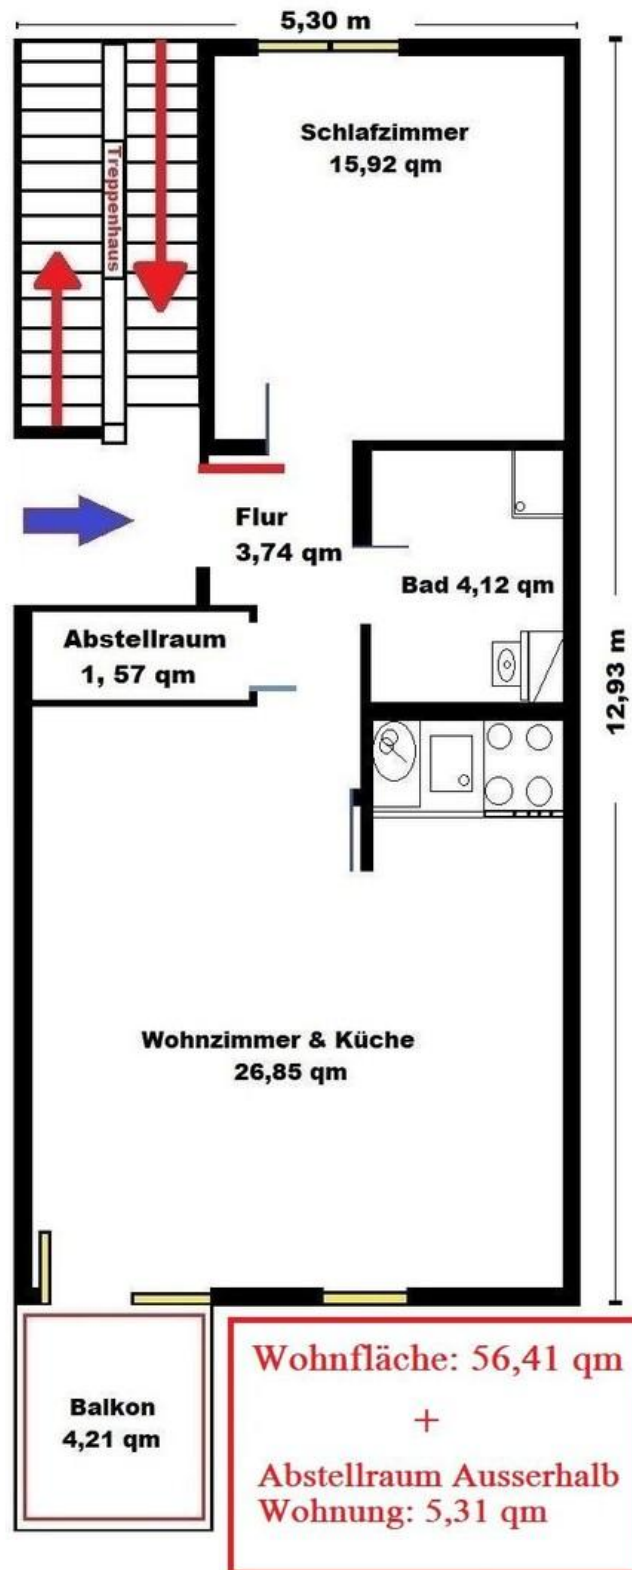 5,30 m
Schlafzimmer
15,92 qm
Treppenhaus
Flur
3,74 qm
Bad 4,12 qm
Abstellraum
1, 57 qm
12,93 m
Wohnzimmer & Küche
26,85 qm
Balkon
4,21 qm
Wohnfläche: 56,41 qm
+
Abstellraum Ausserhalb
Wohnung: 5,31 qm